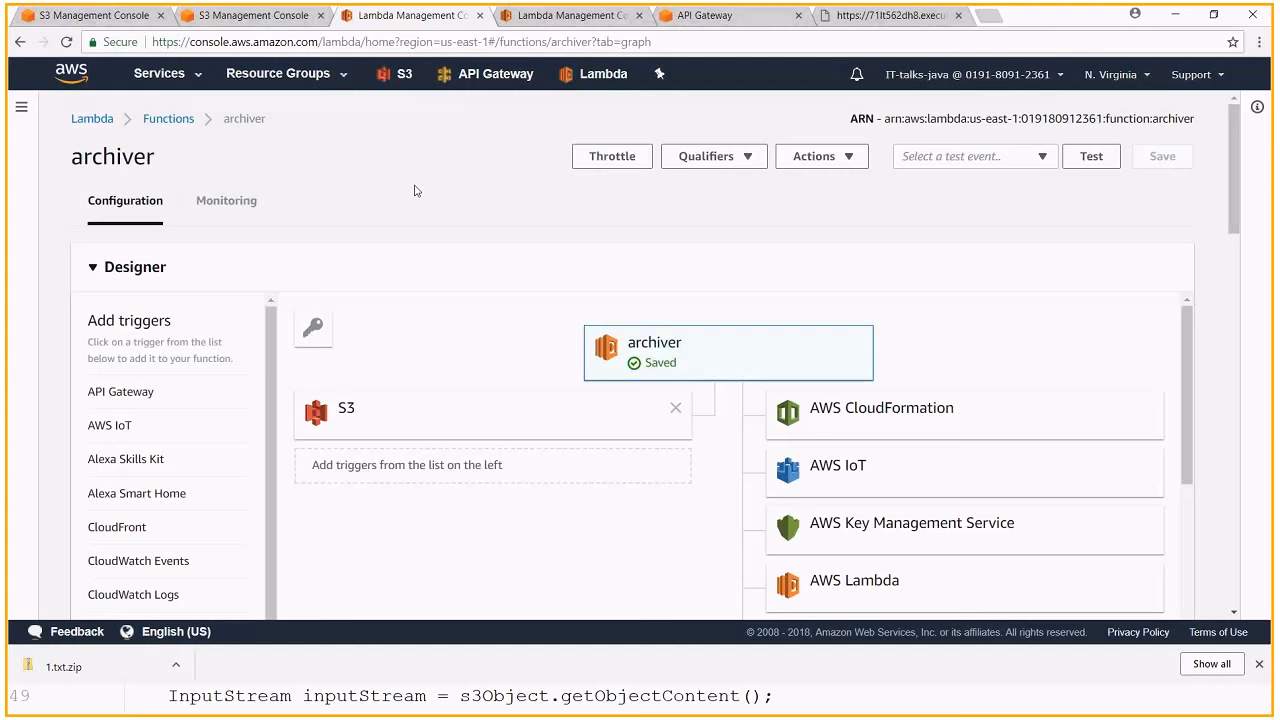 S3 Management Console
S3 Management Console
Lambda Management Co
Lambda Management Co
API Gateway
https://71lt562dh8.execu
Secure
https://console.aws.amazon.com/lambda/home?region=us-east-1#/functions/archiver?tab=graph
aws
Services
Resource Groups
S3
API Gateway
Lambda
IT-talks-java @ 0191-8091-2361
N. Virginia
Support
Lambda
Functions
archiver
ARN - arn:aws:lambda:us-east-1:019180912361:function:archiver
archiver
Throttle
Qualifiers
Actions
Select a test event..
Test
Save
Configuration
Monitoring
Designer
Add triggers
Click on a trigger from the list
below to add it to your function.
API Gateway
AWS IoT
Alexa Skills Kit
Alexa Smart Home
CloudFront
CloudWatch Events
CloudWatch Logs
archiver
Saved
S3
Add triggers from the list on the left
AWS CloudFormation
AWS IoT
AWS Key Management Service
AWS Lambda
Feedback
English (US)
© 2008 - 2018, Amazon Web Services, Inc. or its affiliates. All rights reserved.
Privacy Policy
Terms of Use
1.txt.zip
Show all
49 InputStream inputStream = s3Object.getObjectContent();